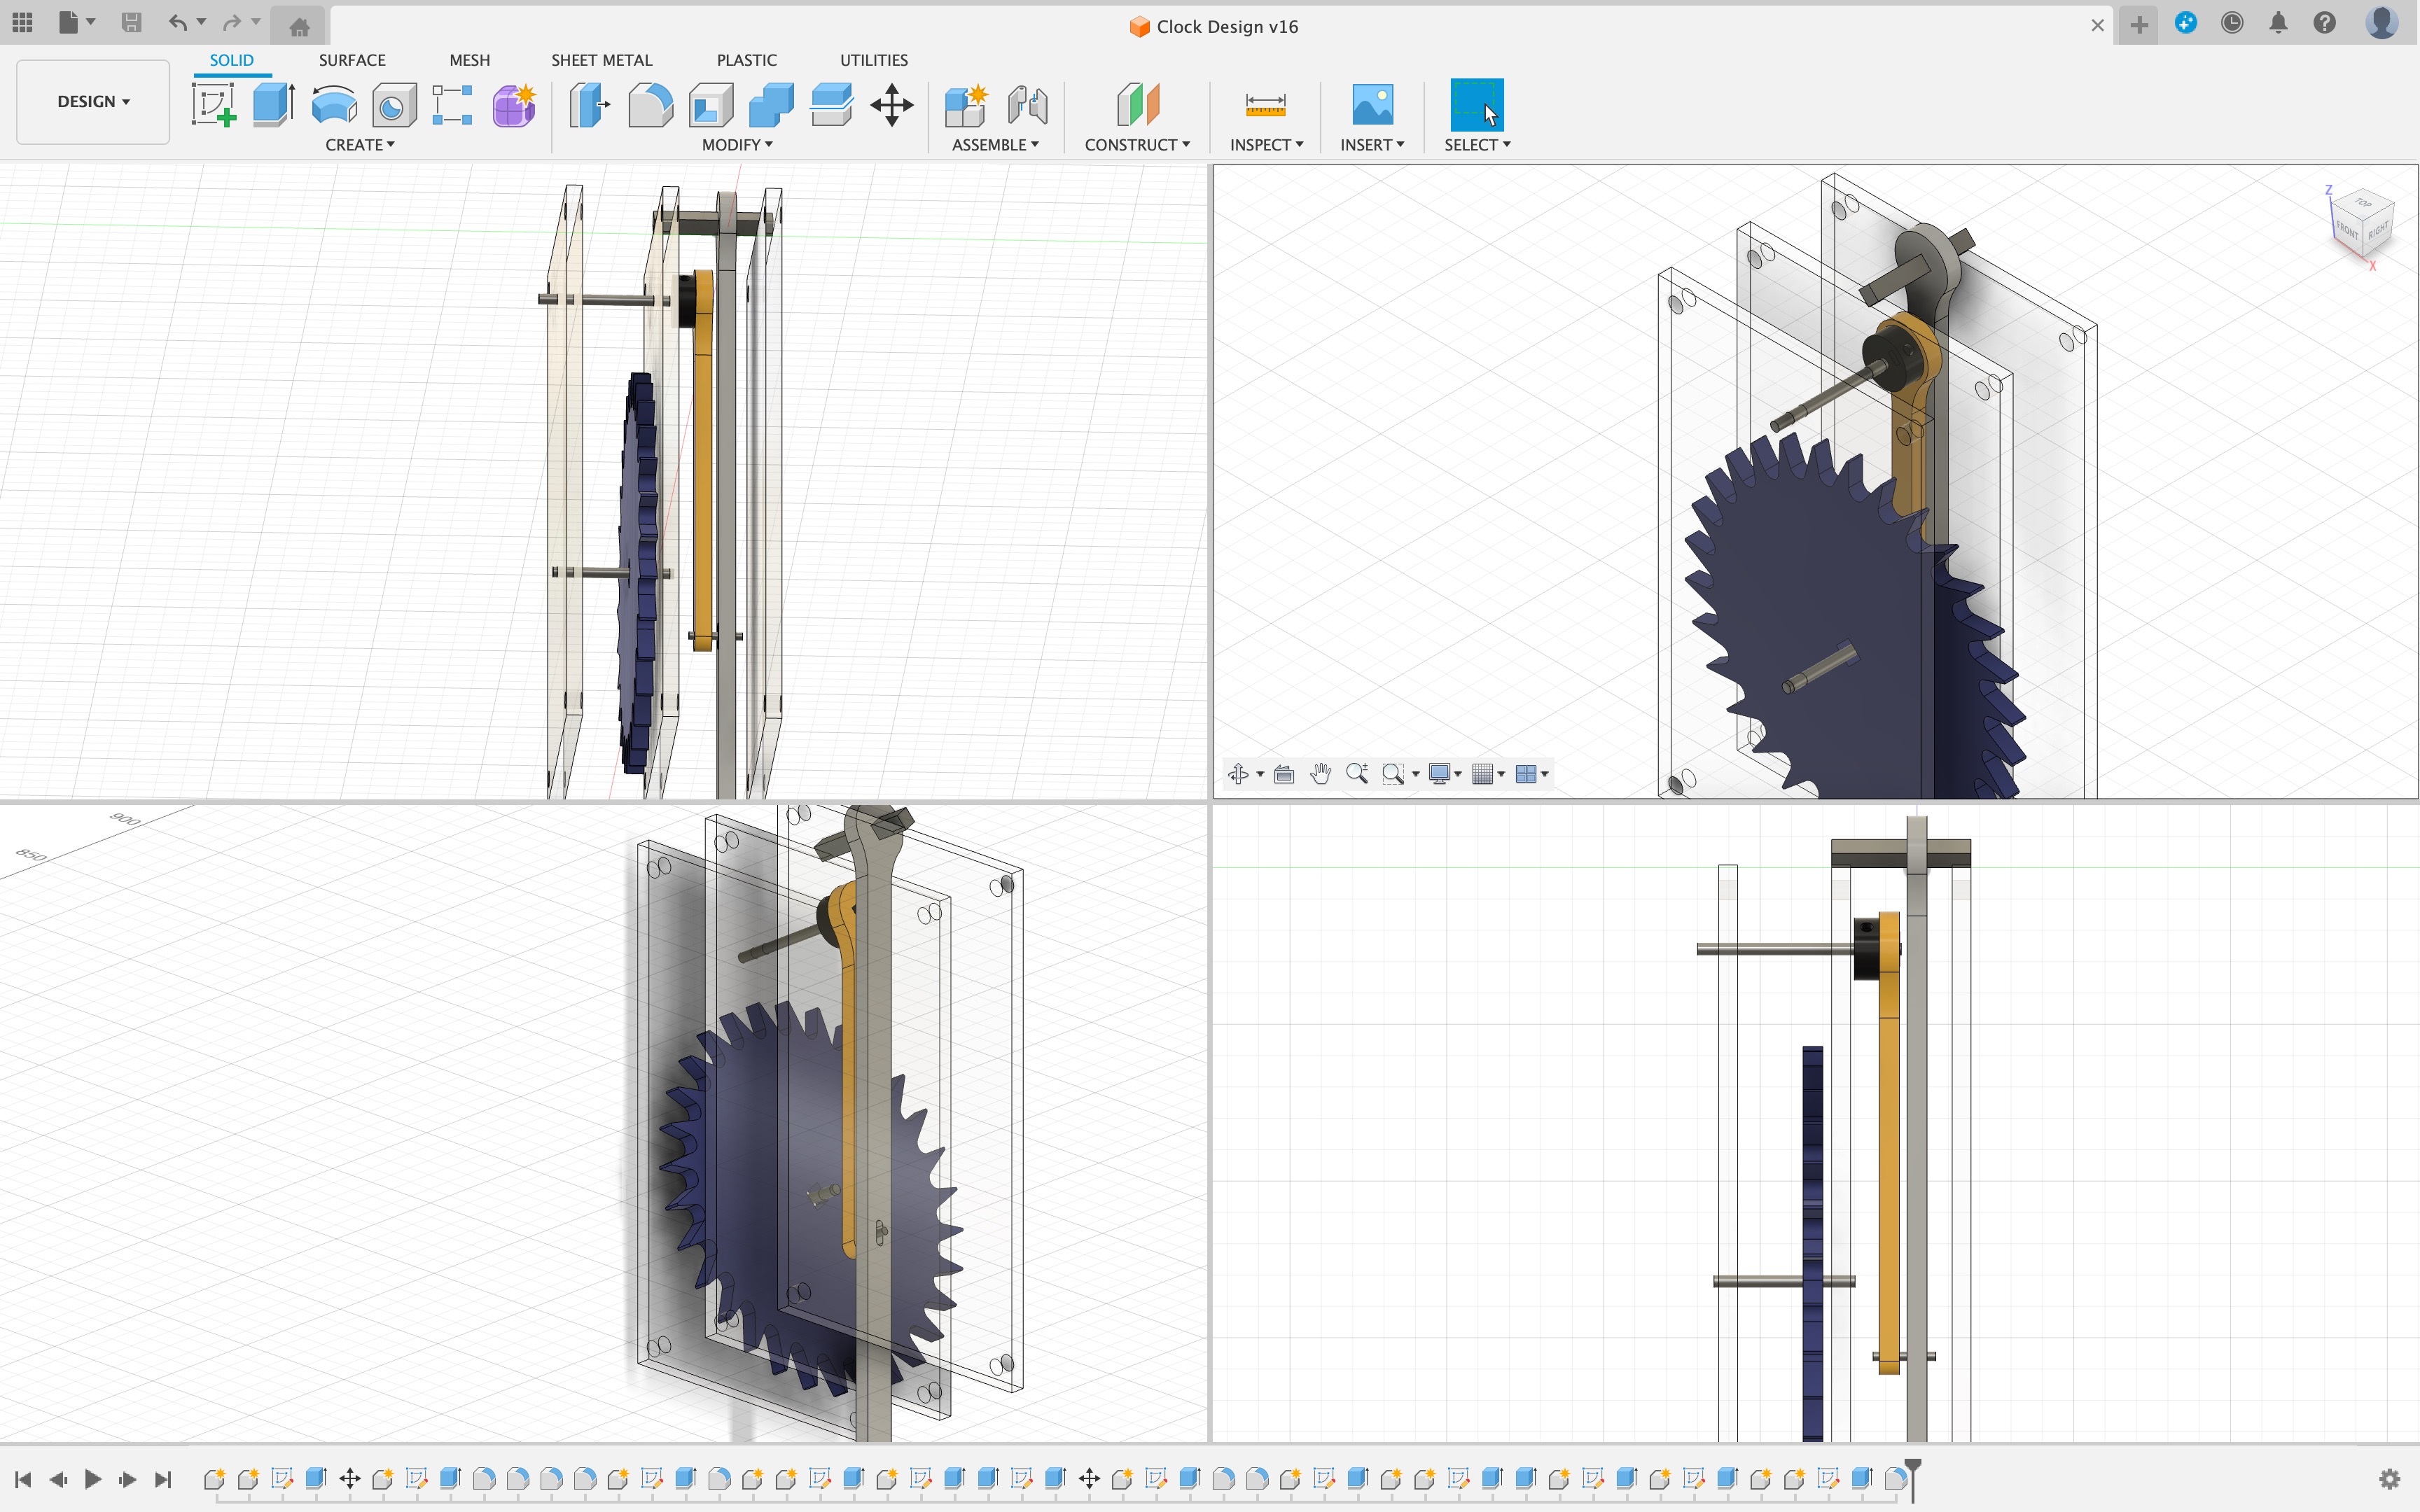 Clock Design v16
SOLID SURFACE MESH SHEET METAL PLASTIC UTILITIES
DESIGN
CREATE MODIFY ASSEMBLE CONSTRUCT INSPECT INSERT SELECT
Z
TOP
FRONT RIGHT
X
900
850